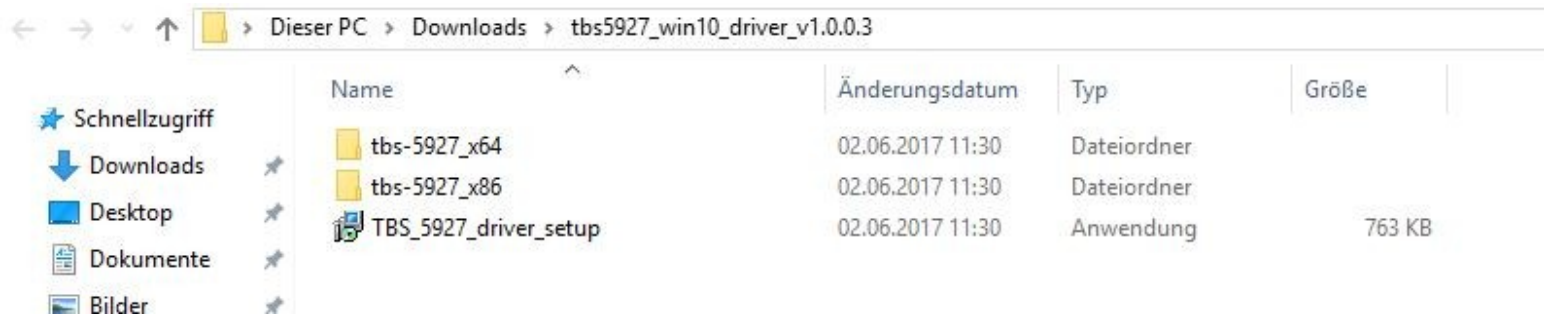 Dieser PC > Downloads > tbs5927_win10_driver_v1.0.0.3
Name Änderungsdatum Typ Größe
Schnellzugriff
Downloads
Desktop
Dokumente
Bilder
tbs-5927_x64 02.06.2017 11:30 Dateiordner
tbs-5927_x86 02.06.2017 11:30 Dateiordner
TBS_5927_driver_setup 02.06.2017 11:30 Anwendung 763 KB